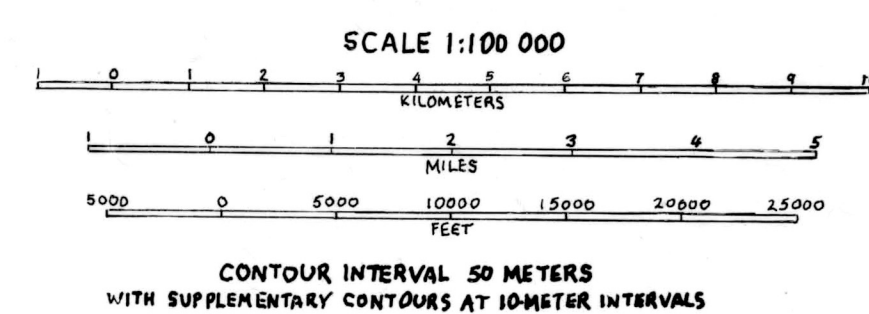 SCALE 1:100 000
1 0 1 2 3 4 5 6 7 8 9
KILOMETERS
1 0 1 2 3 4 5
MILES
5000 0 5000 10000 15000 20000 25000
FEET
CONTOUR INTERVAL 50 METERS
WITH SUPPLEMENTARY CONTOURS AT 10-METER INTERVALS